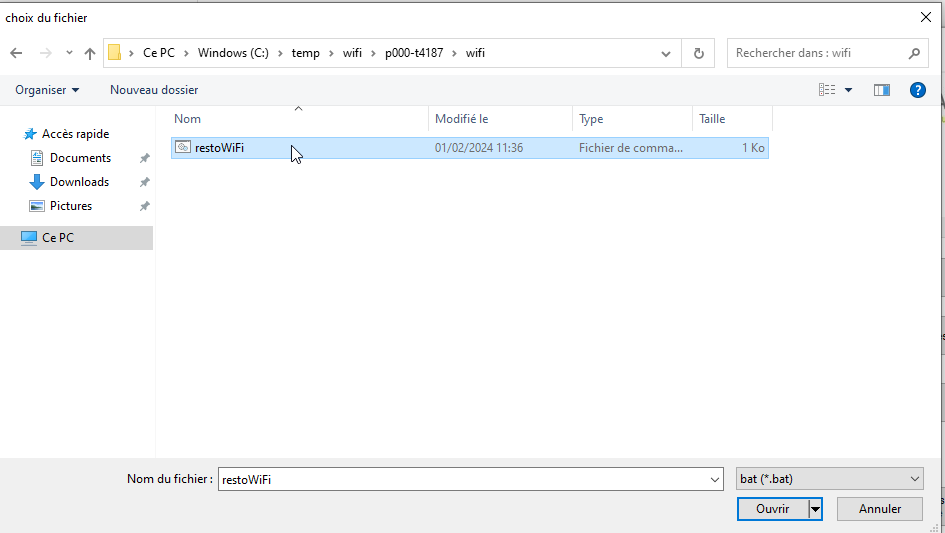 choix du fichier
Ce PC > Windows (C:) > temp > wifi > p000-t4187 > wifi
Rechercher dans : wifi
Organiser
Nouveau dossier
?
Accès rapide
Documents
Downloads
Pictures
Ce PC
Nom Modifié le Type Taille
restoWiFi 01/02/2024 11:36 Fichier de comma... 1 Ko
Nom du fichier : restoWiFi bat (*.bat)
Ouvrir Annuler